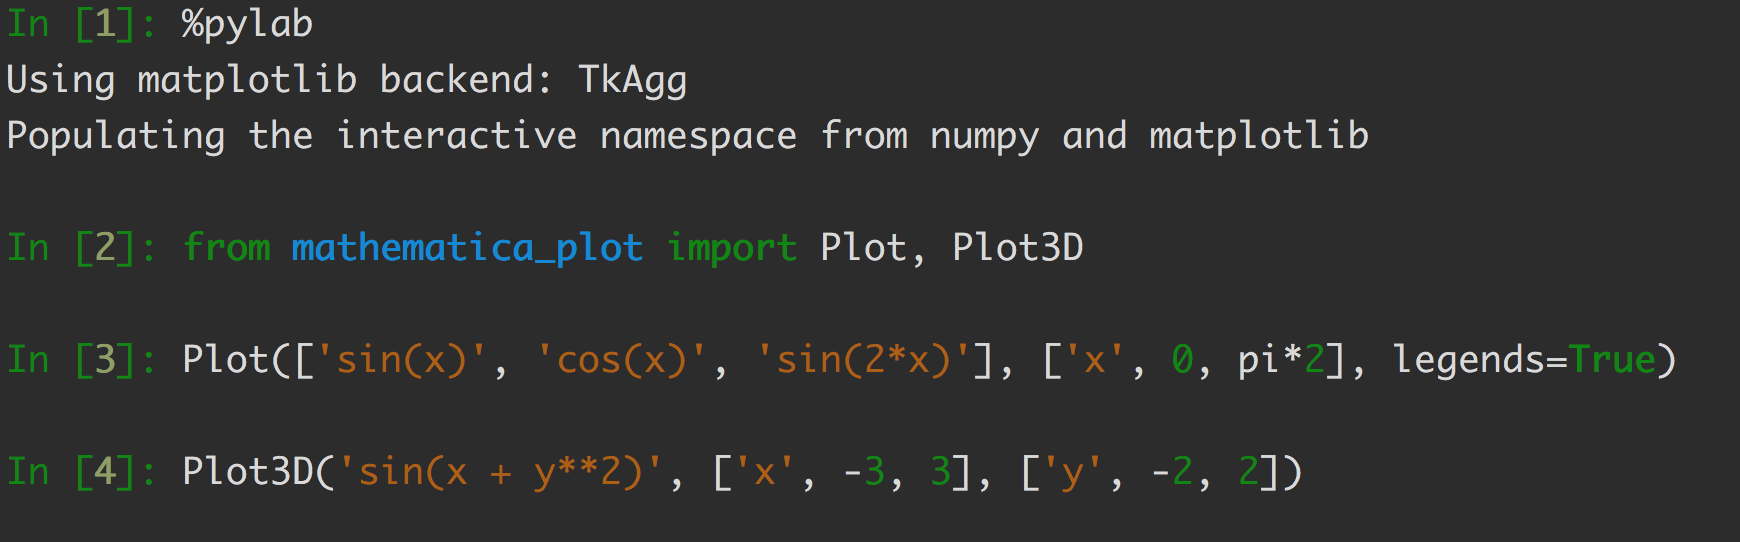 In [1]: %pylab
Using matplotlib backend: TkAgg
Populating the interactive namespace from numpy and matplotlib
In [2]: from mathematica_plot import Plot, Plot3D
In [3]: Plot(['sin(x)', 'cos(x)', 'sin(2*x)'], ['x', 0, pi*2], legends=True)
In [4]: Plot3D('sin(x + y**2)', ['x', -3, 3], ['y', -2, 2])